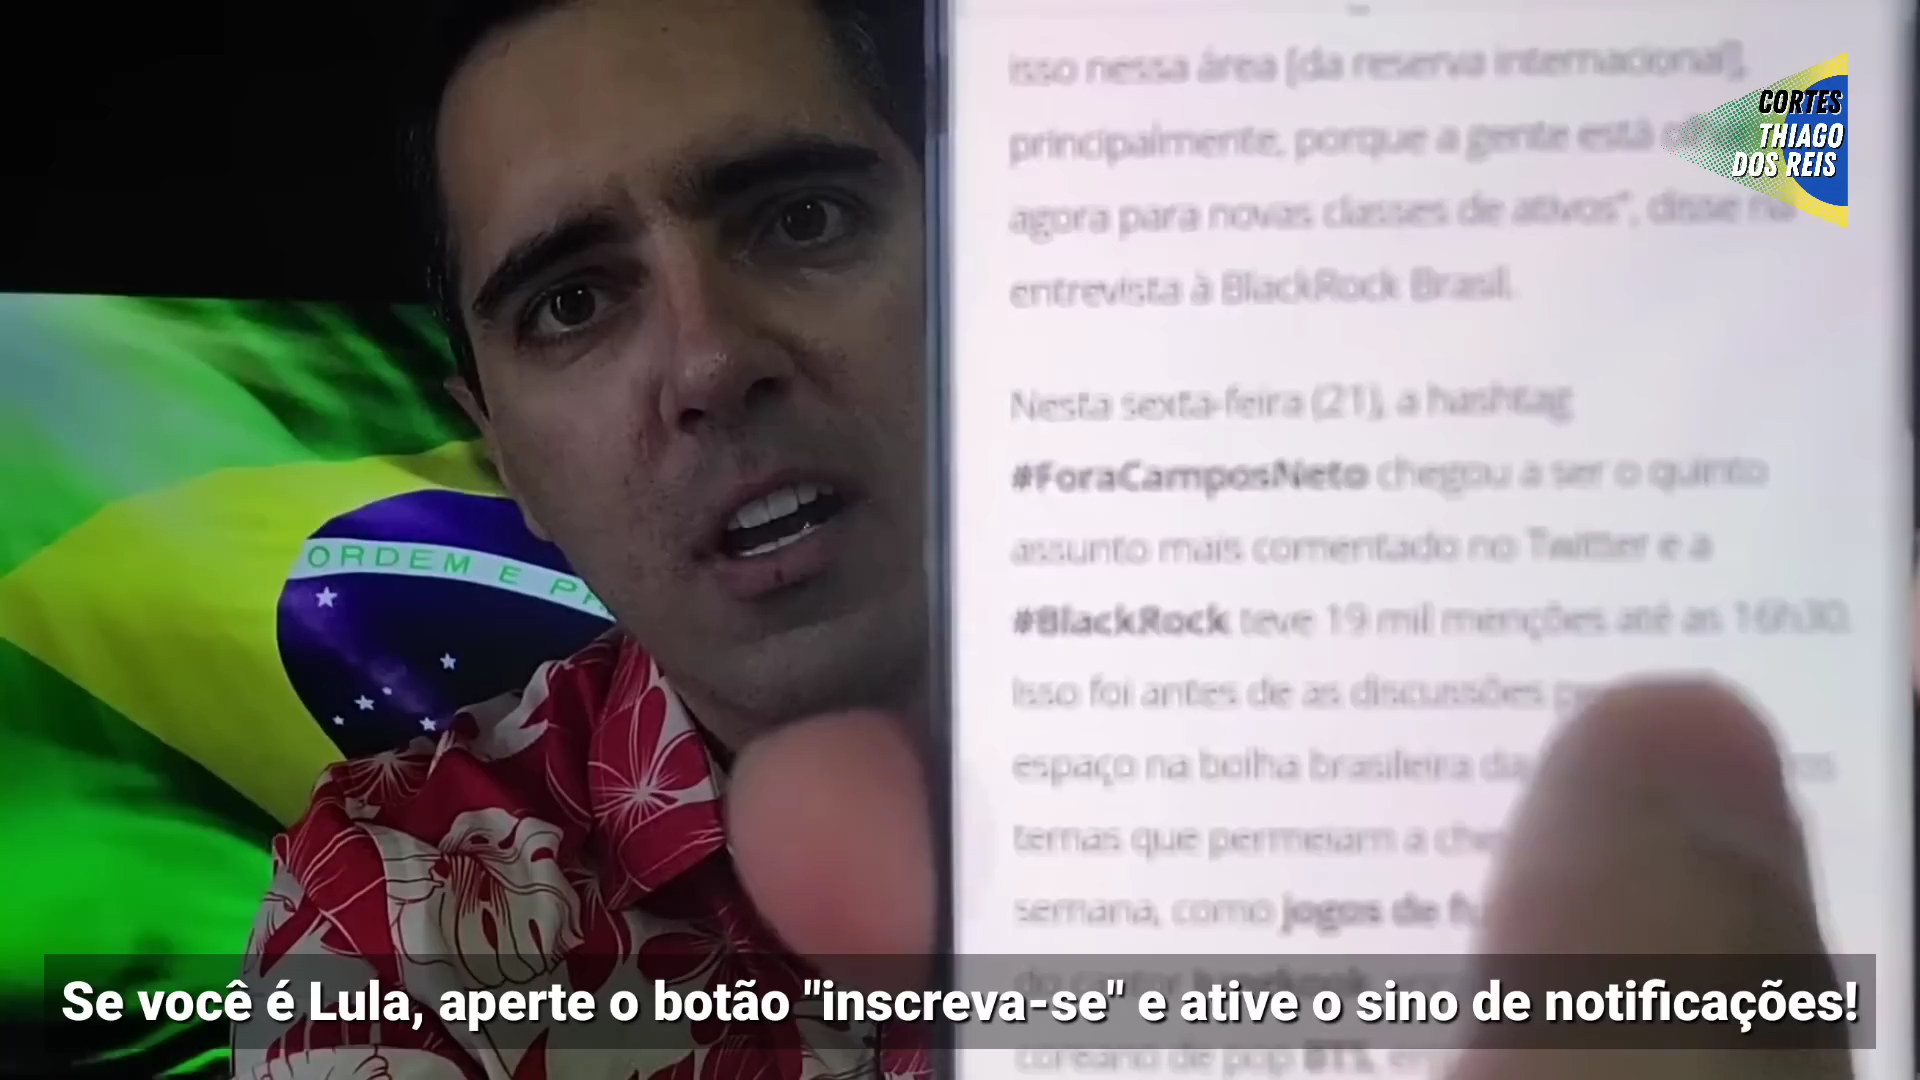 isso nessa área [da reserva internacional],
principalmente, porque a gente está
agora para novas classes de ativos", disse na
entrevista à BlackRock Brasil.
Nesta sexta-feira (21), a hashtag
#ForaCamposNeto chegou a ser o quinto
assunto mais comentado no Twitter e a
#BlackRock teve 19 mil menções até as 16h30.
Isso foi antes de as discussões
espaço na bolha brasileira da
temas que permeiam a
semana, como jogos de
do cantor
coreano de pop BTS,
CORTES
THIAGO
DOS REIS
ORDEM E P
Se você é Lula, aperte o botão "inscreva-se" e ative o sino de notificações!